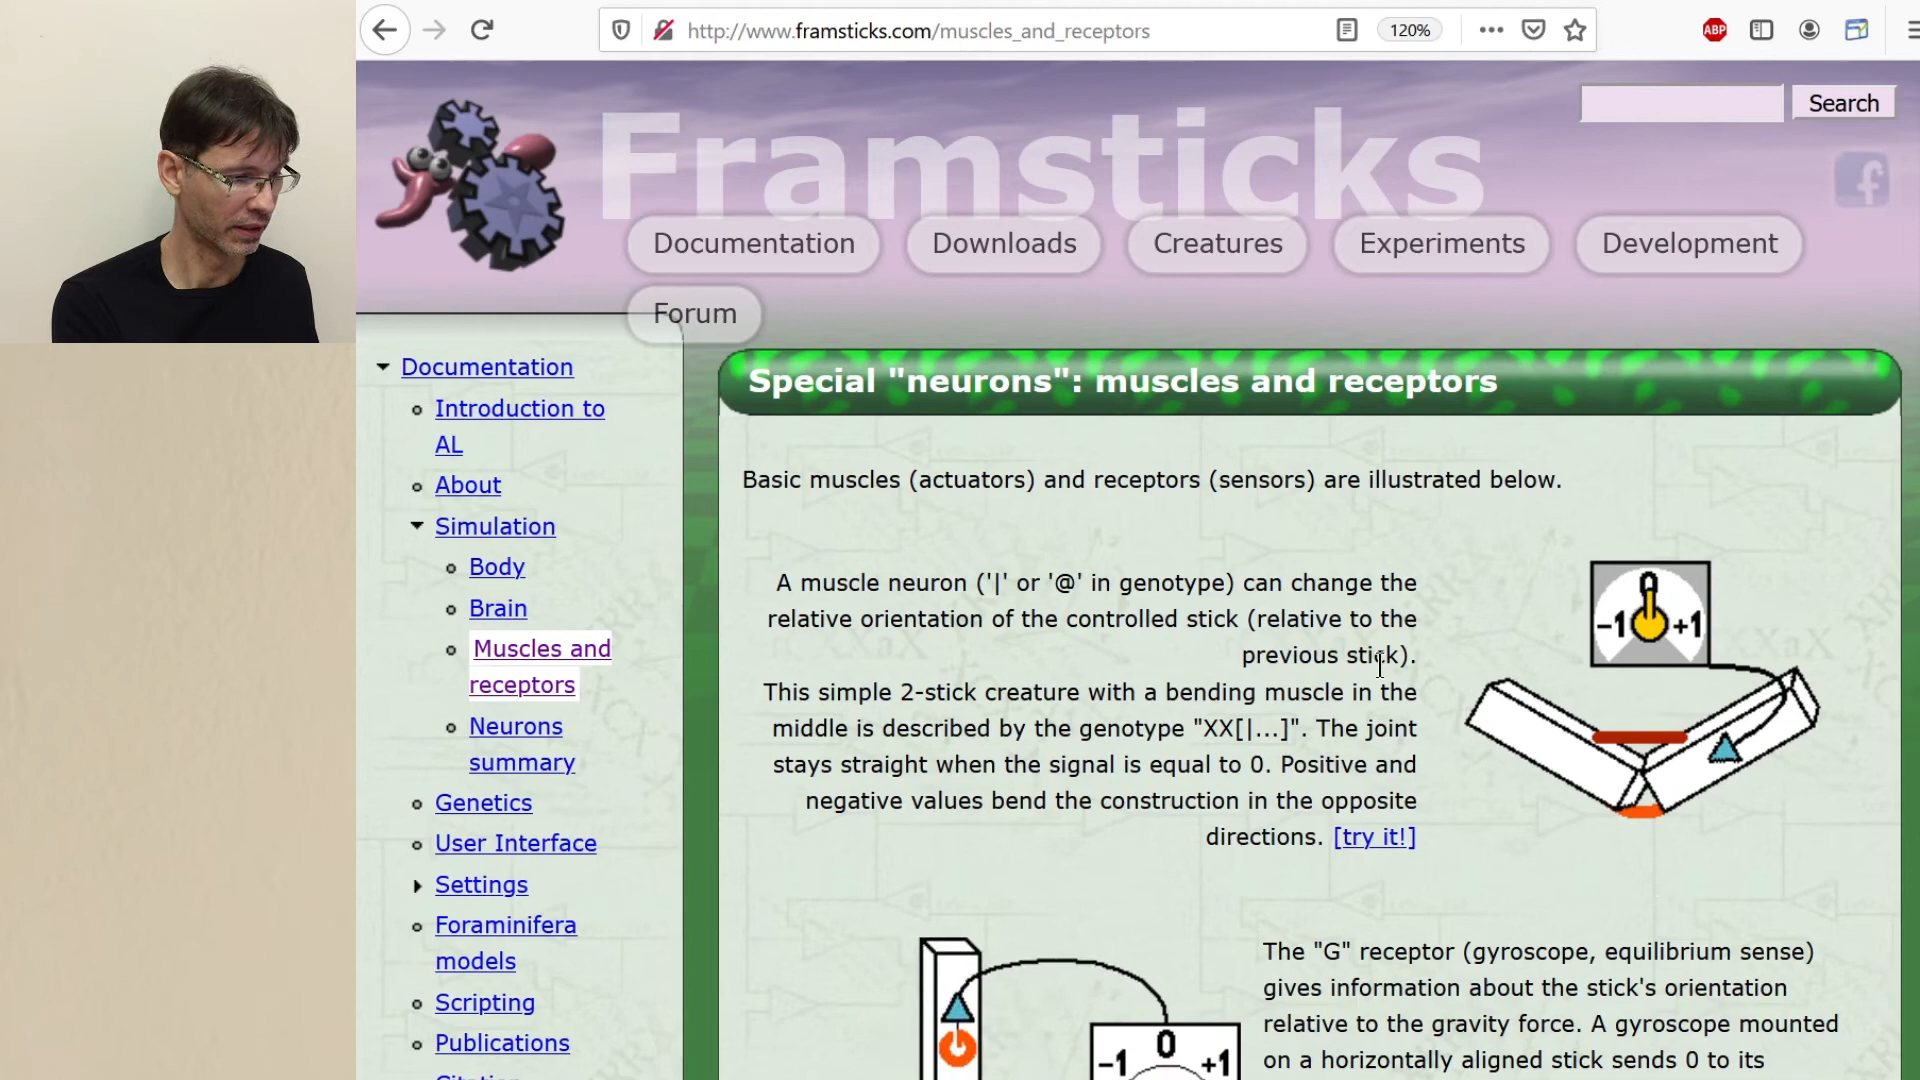 http://www.framsticks.com/muscles_and_receptors
120%
ABP
Search
Framsticks
f
Documentation
Downloads
Creatures
Experiments
Development
Forum
Documentation
Introduction to
AL
About
Simulation
Body
Brain
Muscles and
receptors
Neurons
summary
Genetics
User Interface
Settings
Foraminifera
models
Scripting
Publications
Special "neurons": muscles and receptors
Basic muscles (actuators) and receptors (sensors) are illustrated below.
A muscle neuron ('|' or '@' in genotype) can change the
relative orientation of the controlled stick (relative to the
previous stick).
This simple 2-stick creature with a bending muscle in the
middle is described by the genotype "XX[|...]". The joint
stays straight when the signal is equal to 0. Positive and
negative values bend the construction in the opposite
directions. [try it!]
0
-1 +1
The "G" receptor (gyroscope, equilibrium sense)
gives information about the stick's orientation
relative to the gravity force. A gyroscope mounted
on a horizontally aligned stick sends 0 to its
-1 0 +1